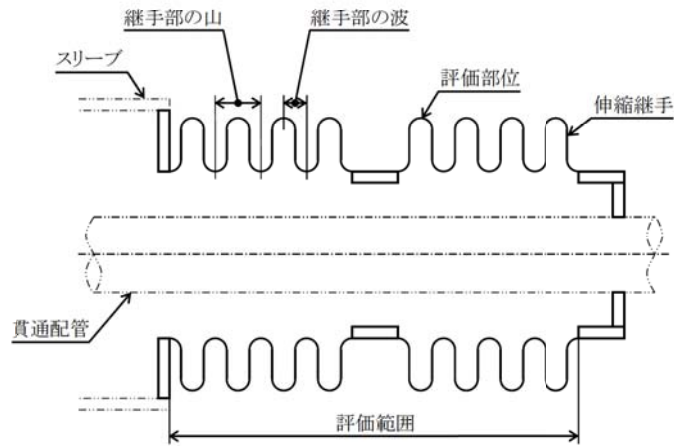 継手部の山
継手部の波
スリーブ
評価部位
伸縮継手
貫通配管
評価範囲